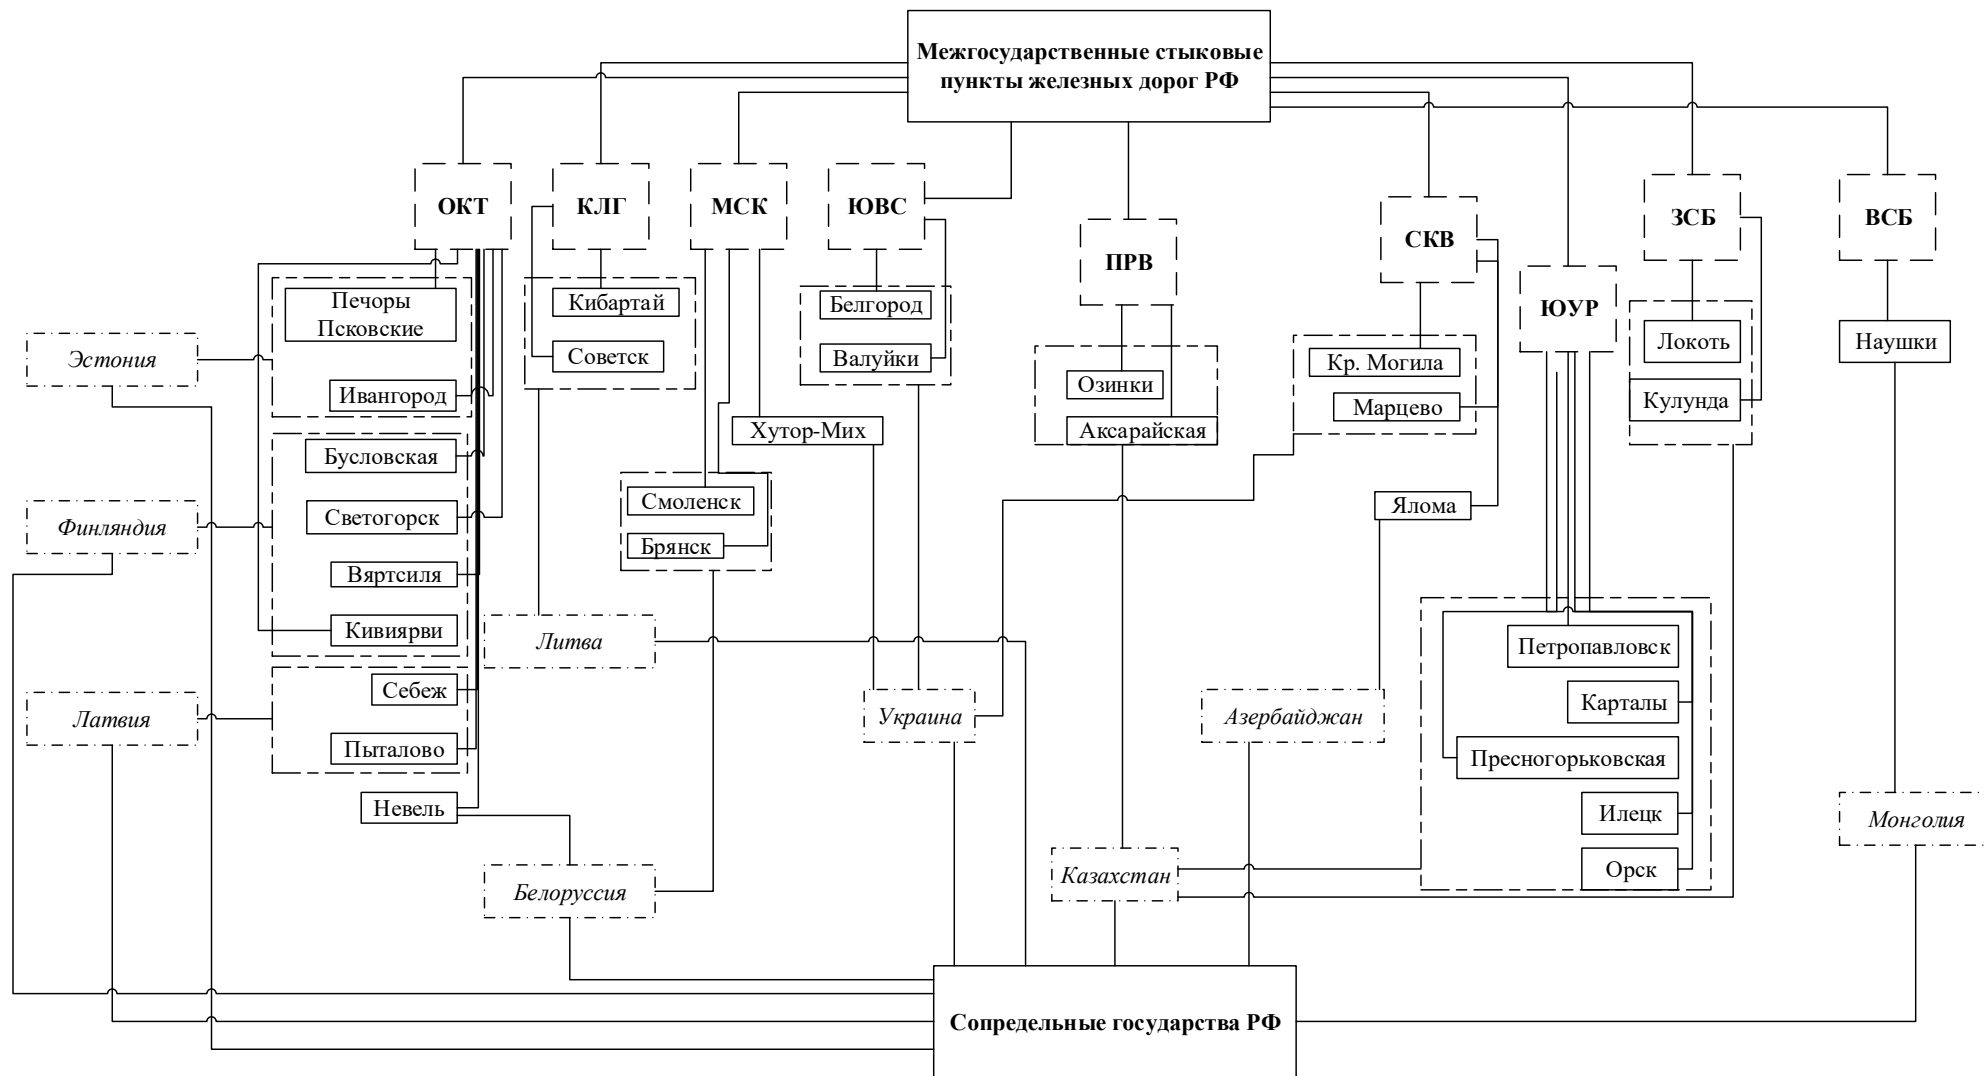 Межгосударственные стыковые
пункты железных дорог РФ
ОКТ
КЛГ
МСК
ЮВС
ПРВ
СКВ
ЮУР
ЗСБ
ВСБ
Печоры
Псковские
Ивангород
Бусловская
Светогорск
Вяртсиля
Кивиярви
Себеж
Пыталово
Невель
Кибартай
Советск
Хутор-Мих
Смоленск
Брянск
Белгород
Валуйки
Озинки
Аксарайская
Кр. Могила
Марцево
Ялома
Петропавловск
Карталы
Пресногорьковская
Илецк
Орск
Локоть
Кулунда
Наушки
Эстония
Финляндия
Латвия
Литва
Белоруссия
Украина
Казахстан
Азербайджан
Монголия
Сопредельные государства РФ